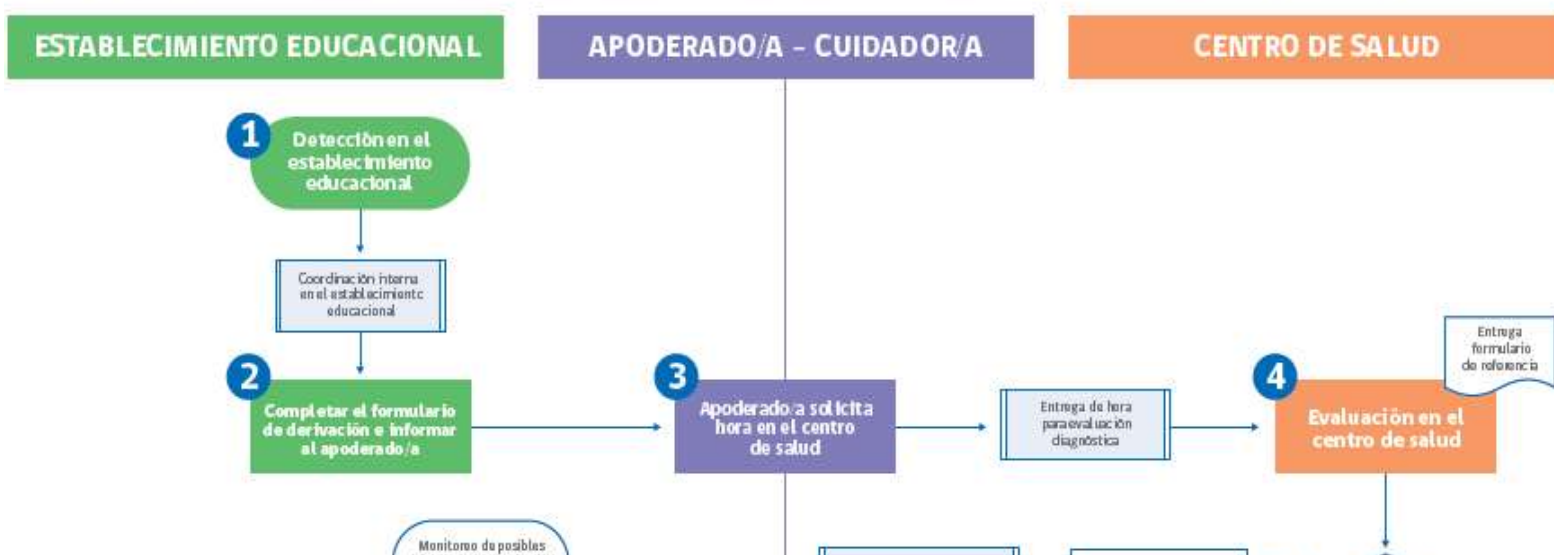 ESTABLECIMIENTO EDUCACIONAL
APODERADO/A – CUIDADOR/A
CENTRO DE SALUD
1
Detección en el
establecimiento
educacional
Coordinación interna
en el establecimiento
educacional
2
Completar el formulario
de derivación e informar
al apoderado/a
3
Apoderado/a solicita
hora en el centro
de salud
Entrega de hora
para evaluación
diagnóstica
4
Evaluación en el
centro de salud
Entrega
formulario
de referencia
Monitoreo de posibles